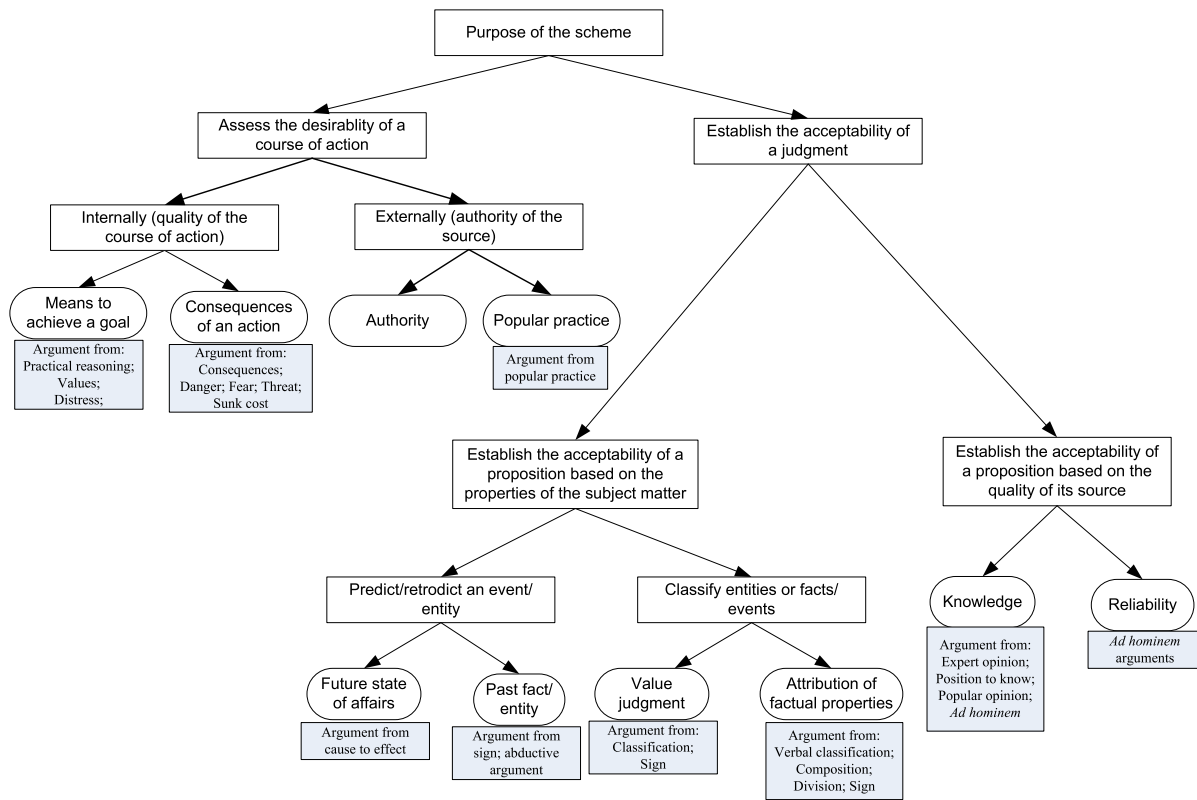 Purpose of the scheme
Assess the desirablity of a
course of action
Establish the acceptability of
a judgment
Internally (quality of the
course of action)
Externally (authority of the
source)
Means to
achieve a goal
Consequences
of an action
Authority
Popular practice
Argument from:
Practical reasoning;
Values;
Distress;
Argument from:
Consequences;
Danger; Fear; Threat;
Sunk cost
Argument from
popular practice
Establish the acceptability of a
proposition based on the
properties of the subject matter
Establish the acceptability of
a proposition based on the
quality of its source
Predict/retrodict an event/
entity
Classify entities or facts/
events
Knowledge
Reliability
Argument from:
Expert opinion;
Position to know;
Popular opinion;
Ad hominem
Ad hominem
arguments
Future state
of affairs
Past fact/
entity
Value
judgment
Attribution of
factual properties
Argument from
cause to effect
Argument from
sign; abductive
argument
Argument from:
Classification;
Sign
Argument from:
Verbal classification;
Composition;
Division; Sign